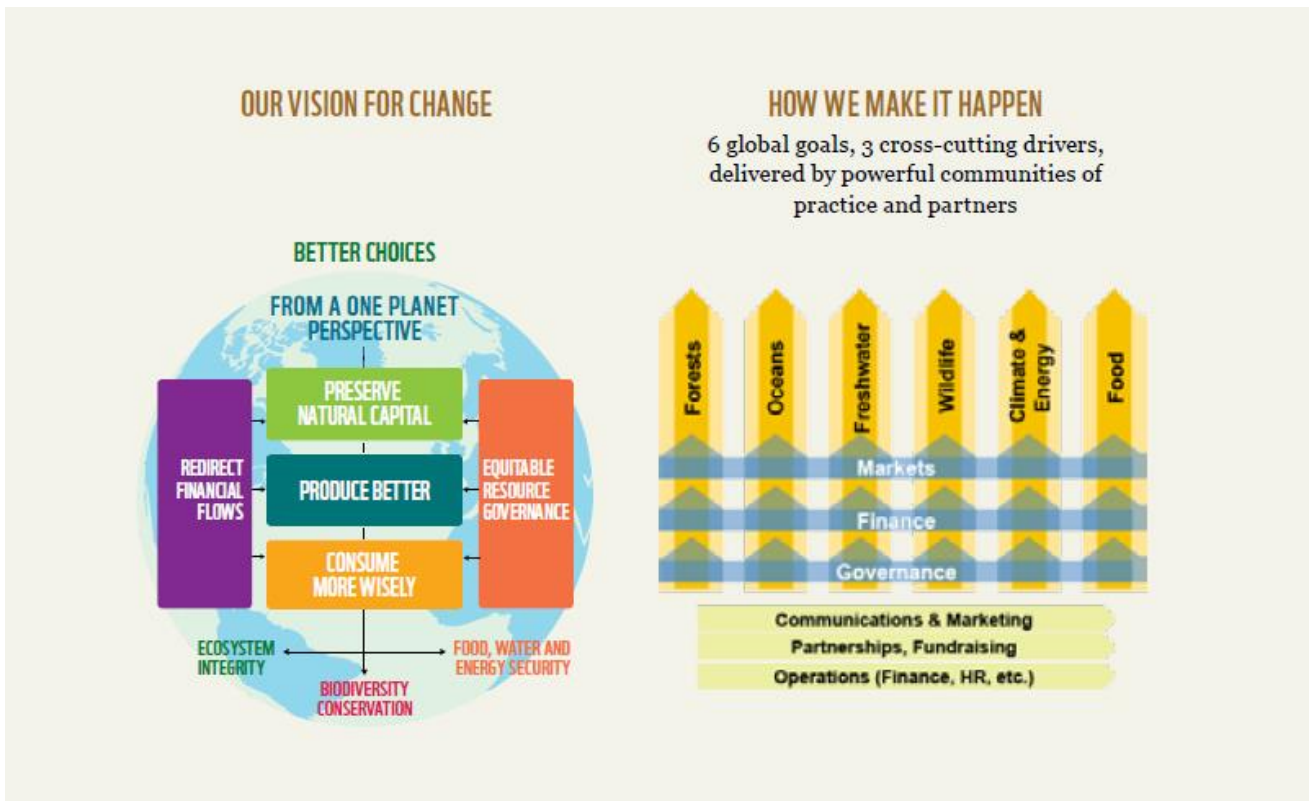 OUR VISION FOR CHANGE
BETTER CHOICES
FROM A ONE PLANET
PERSPECTIVE
PRESERVE
NATURAL CAPITAL
REDIRECT
FINANCIAL
FLOWS
PRODUCE BETTER
EQUITABLE
RESOURCE
GOVERNANCE
CONSUME
MORE WISELY
ECOSYSTEM
INTEGRITY
FOOD, WATER AND
ENERGY SECURITY
BIODIVERSITY
CONSERVATION
HOW WE MAKE IT HAPPEN
6 global goals, 3 cross-cutting drivers,
delivered by powerful communities of
practice and partners
Forests
Oceans
Freshwater
Wildlife
Climate &
Energy
Food
Markets
Finance
Governance
Communications & Marketing
Partnerships, Fundraising
Operations (Finance, HR, etc.)